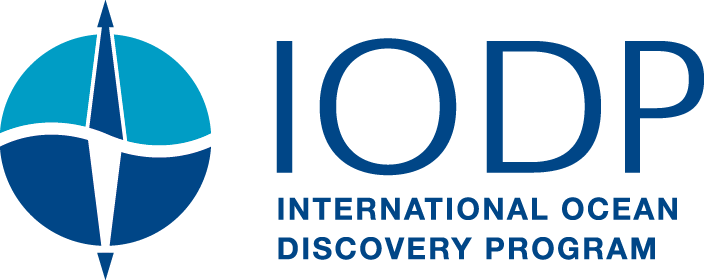 IODP
INTERNATIONAL OCEAN
DISCOVERY PROGRAM